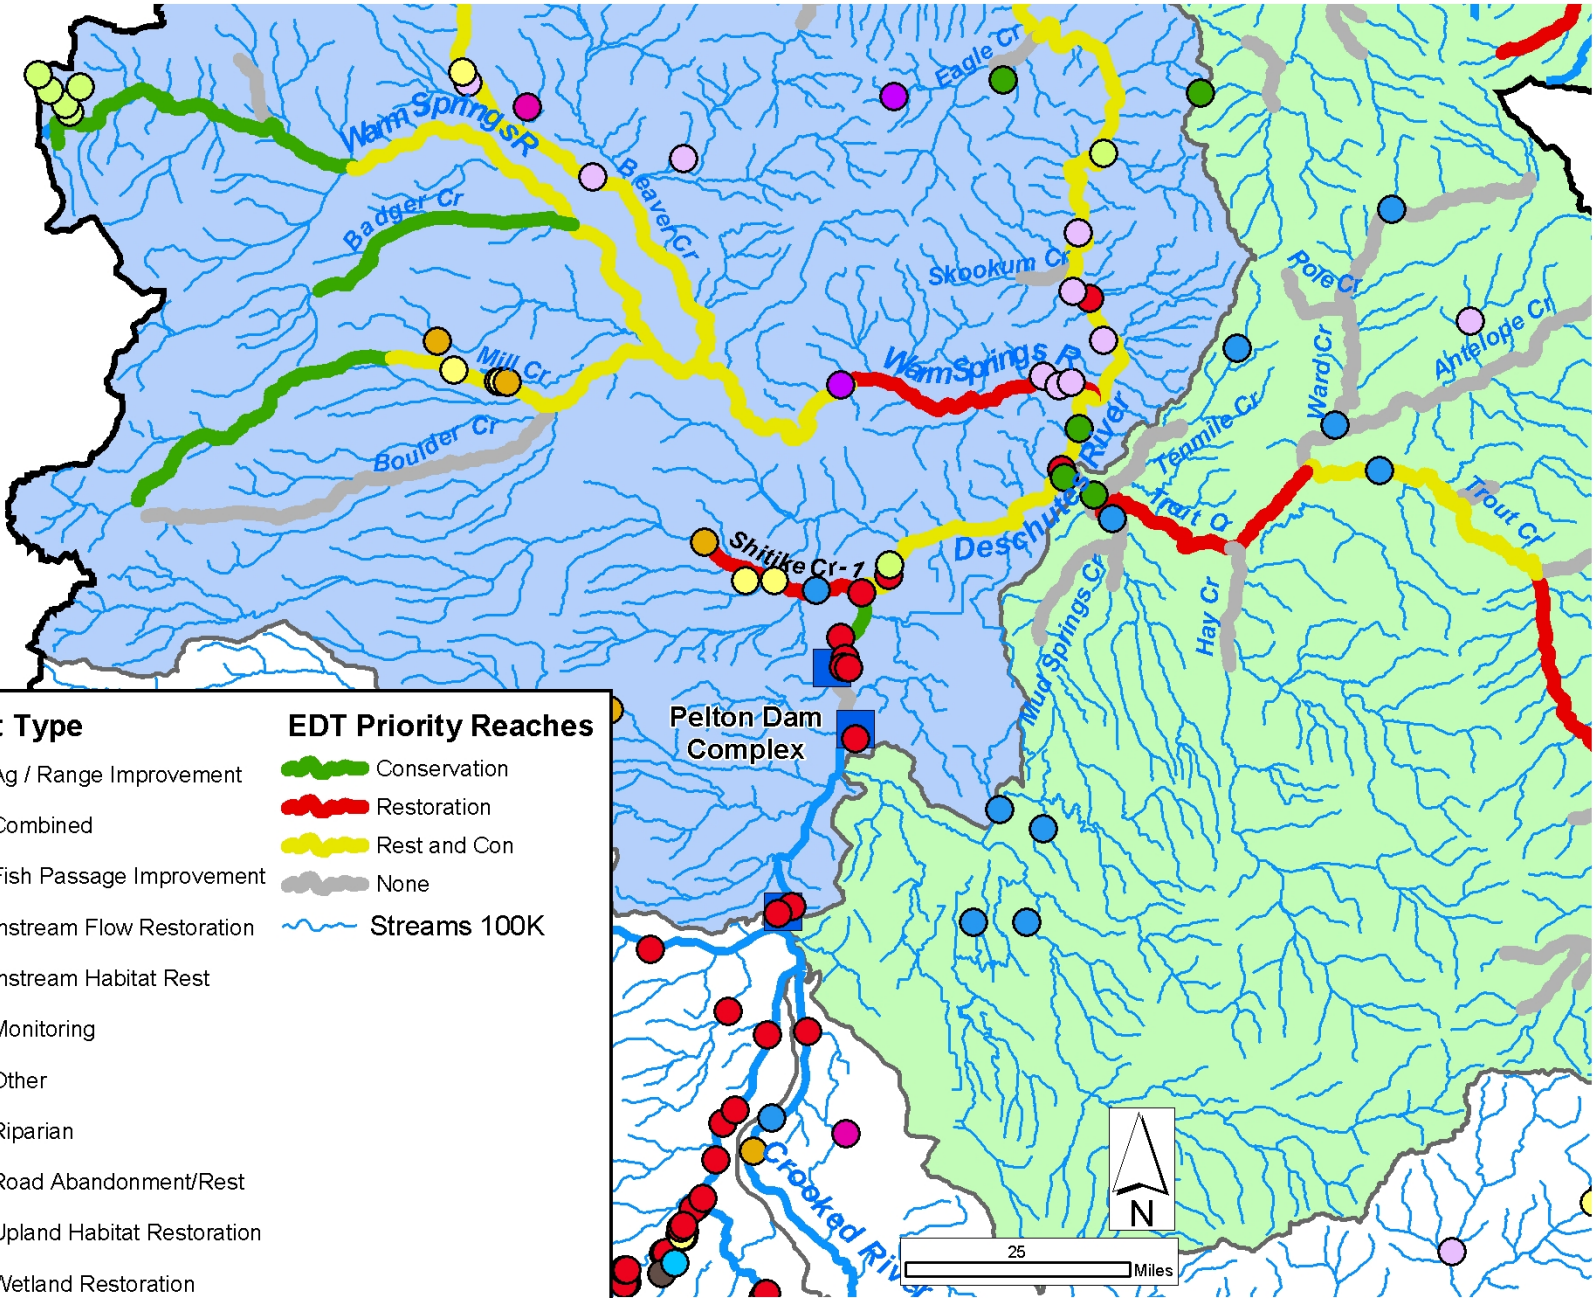 Eagle Cr
Warm Springs R
Beaver Cr
Badger Cr
Skookum Cr
Pole Cr
Antelope Cr
Ward Cr
Warm Springs R
Mill Cr
Boulder Cr
Tenmile Cr
Deschutes River
Trout Cr
Trout Cr
Shitike Cr-1
Mud Springs Cr
Hay Cr
Pelton Dam
Complex
t Type
Ag / Range Improvement
Combined
Fish Passage Improvement
nstream Flow Restoration
nstream Habitat Rest
Monitoring
Other
Riparian
Road Abandonment/Rest
Upland Habitat Restoration
Wetland Restoration
EDT Priority Reaches
Conservation
Restoration
Rest and Con
None
Streams 100K
Crooked River
N
25
Miles